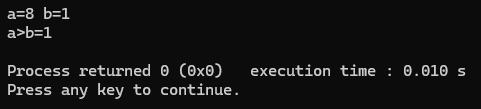 a=8 b=1
a>b=1
Process returned 0 (0x0)   execution time : 0.010 s
Press any key to continue.